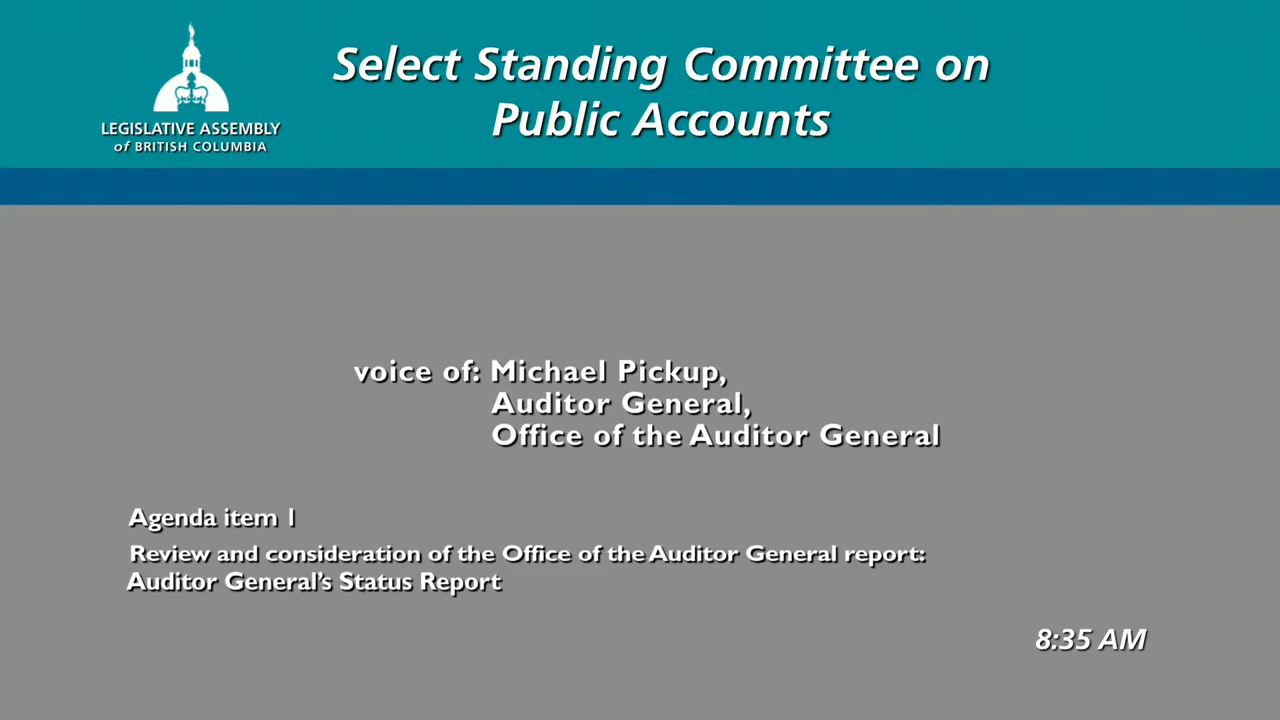 Select Standing Committee on
Public Accounts
LEGISLATIVE ASSEMBLY
of BRITISH COLUMBIA
voice of: Michael Pickup,
Auditor General,
Office of the Auditor General
Agenda item 1
Review and consideration of the Office of the Auditor General report:
Auditor General's Status Report
8:35 AM